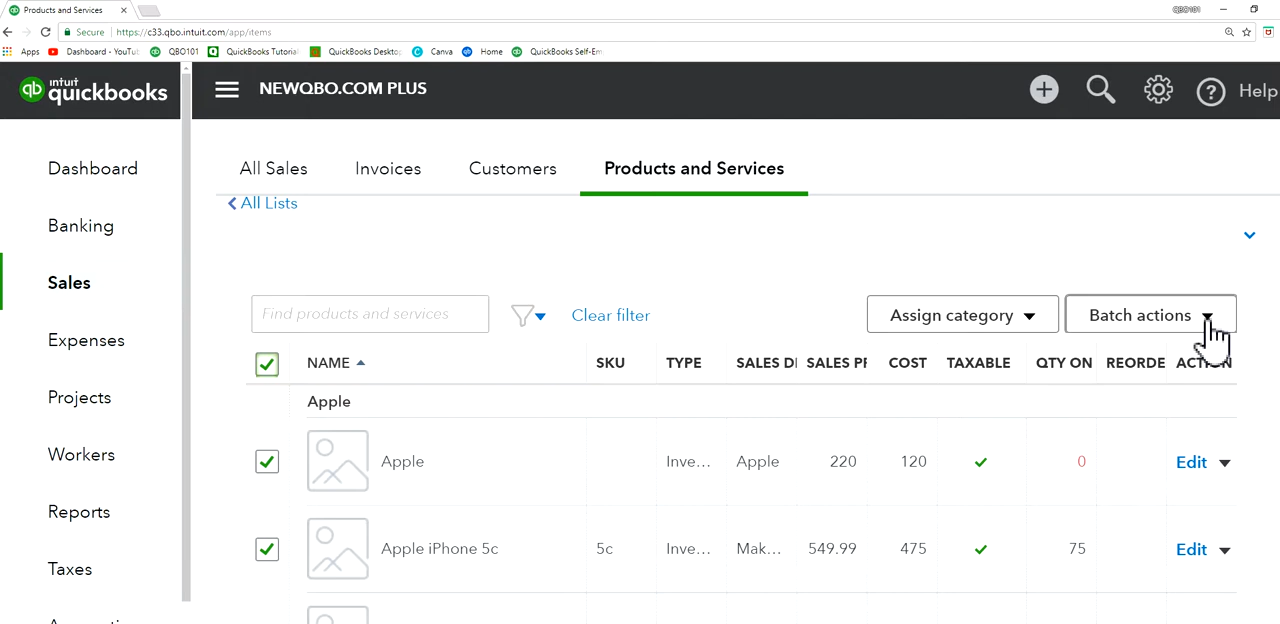 Products and Services
QBO101
Secure
https://c33.qbo.intuit.com/app/items
Apps
Dashboard - YouTu
QBO101
QuickBooks Tutorial
QuickBooks Desktop
Canva
Home
QuickBooks Self-Em
intuit
quickbooks
NEWQBO.COM PLUS
Help
Dashboard
Banking
Sales
Expenses
Projects
Workers
Reports
Taxes
All Sales
Invoices
Customers
Products and Services
All Lists
Find products and services
Clear filter
Assign category
Batch actions
NAME SKU TYPE SALES DI SALES PI COST TAXABLE QTY ON REORDE ACTION
Apple
Apple Inve... Apple 220 120 0 Edit
Apple iPhone 5c 5c Inve... Mak... 549.99 475 75 Edit